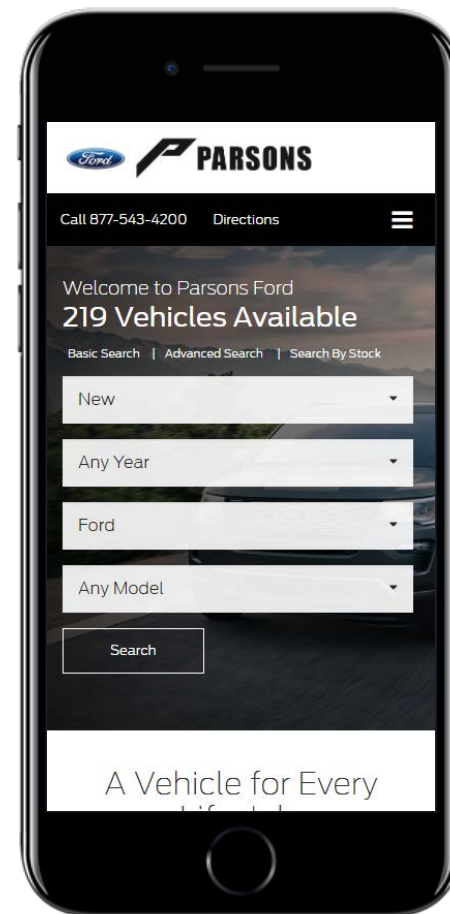 Ford PARSONS
Call 877-543-4200 Directions
Welcome to Parsons Ford
219 Vehicles Available
Basic Search | Advanced Search | Search By Stock
New
Any Year
Ford
Any Model
Search
A Vehicle for Every